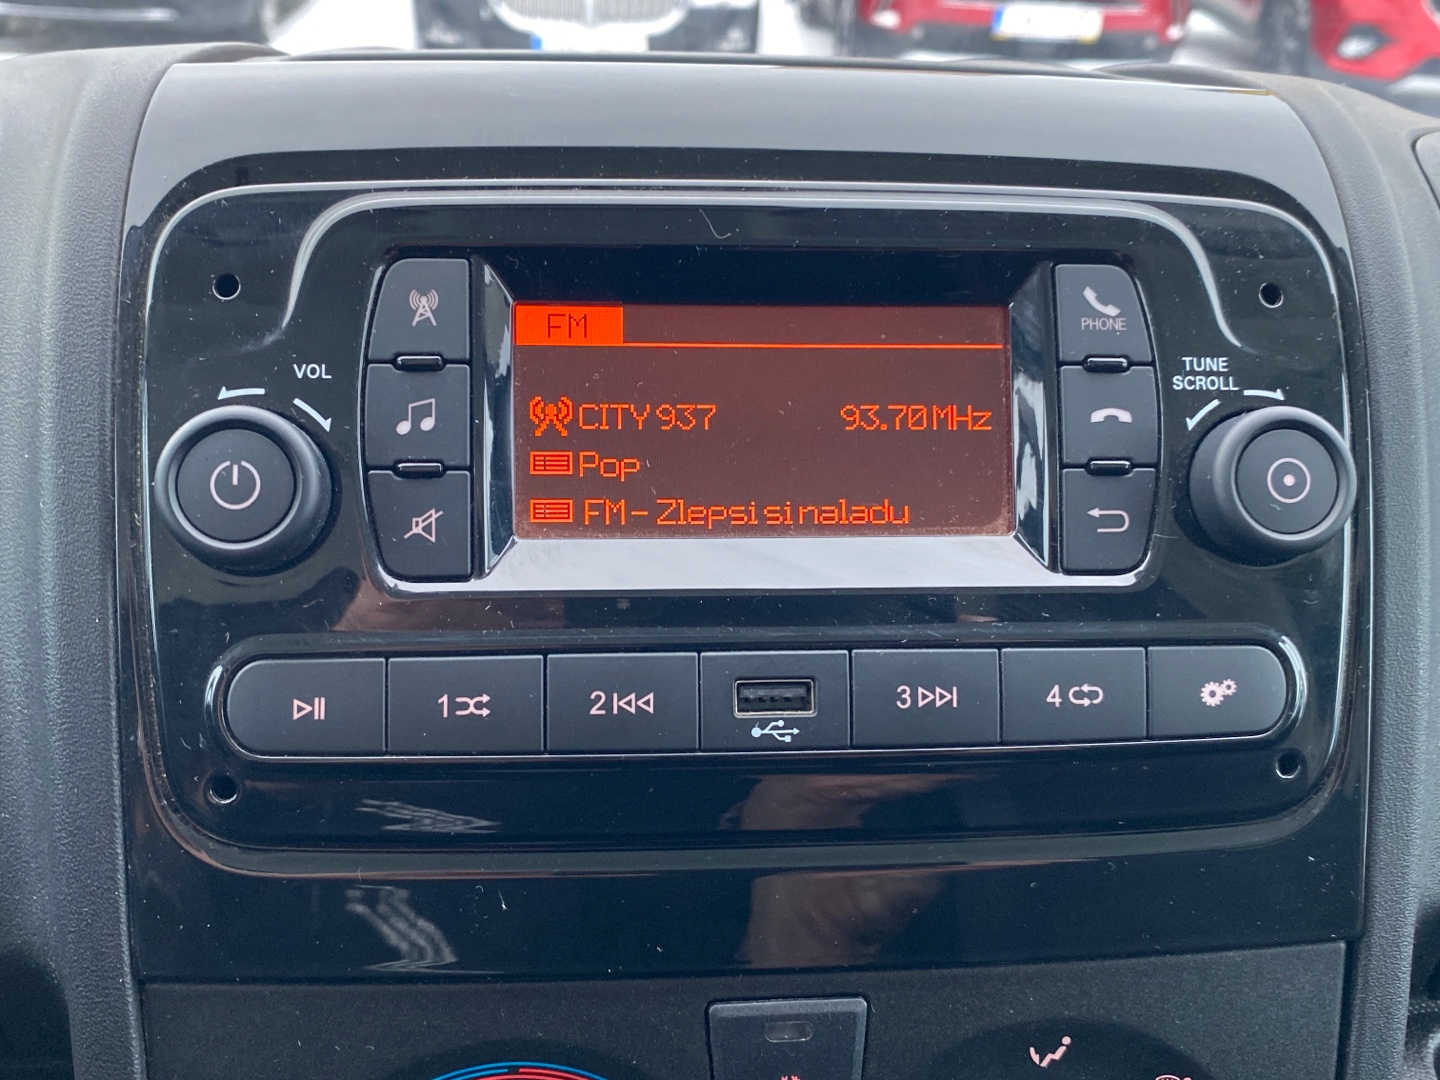 FM
CITY 937 93.70 MHz
Pop
FM - Zlepsi si naladu
VOL
PHONE
TUNE
SCROLL
1
2
3
4